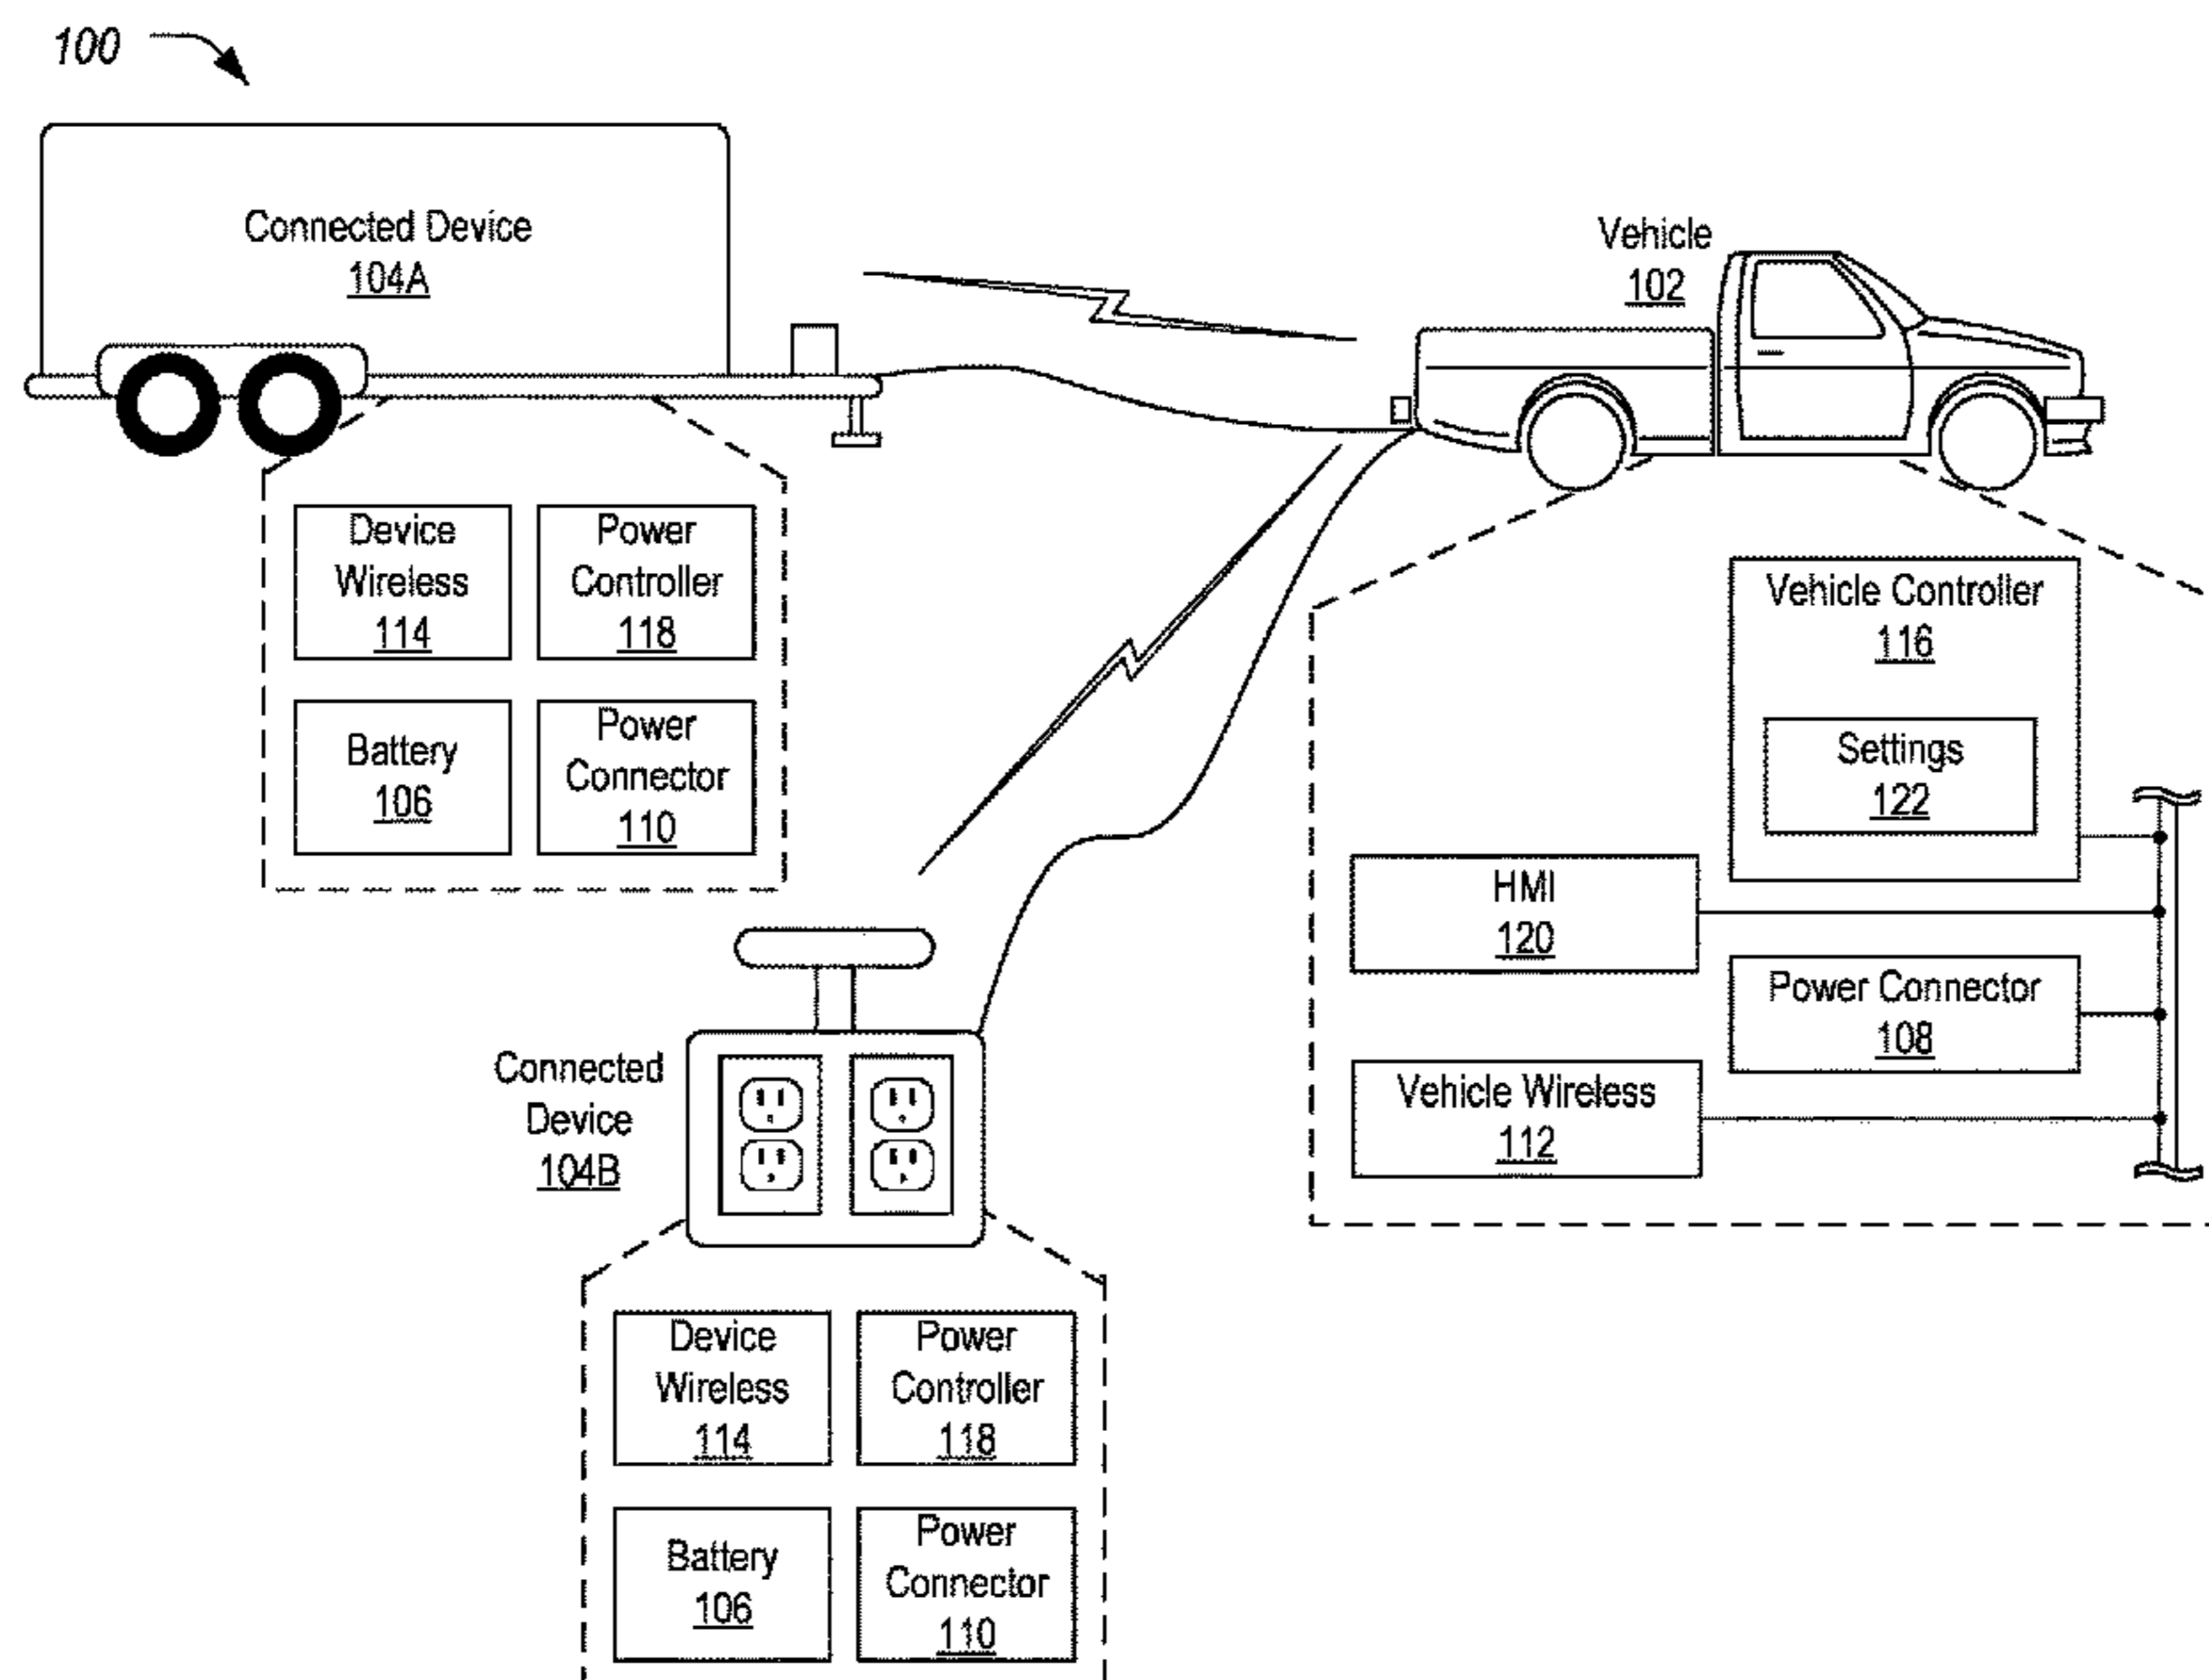 100
Connected Device
104A
Vehicle
102
Device
Wireless
114
Power
Controller
118
Battery
106
Power
Connector
110
Vehicle Controller
116
Settings
122
HMI
120
Power Connector
108
Vehicle Wireless
112
Connected
Device
104B
Device
Wireless
114
Power
Controller
118
Battery
106
Power
Connector
110